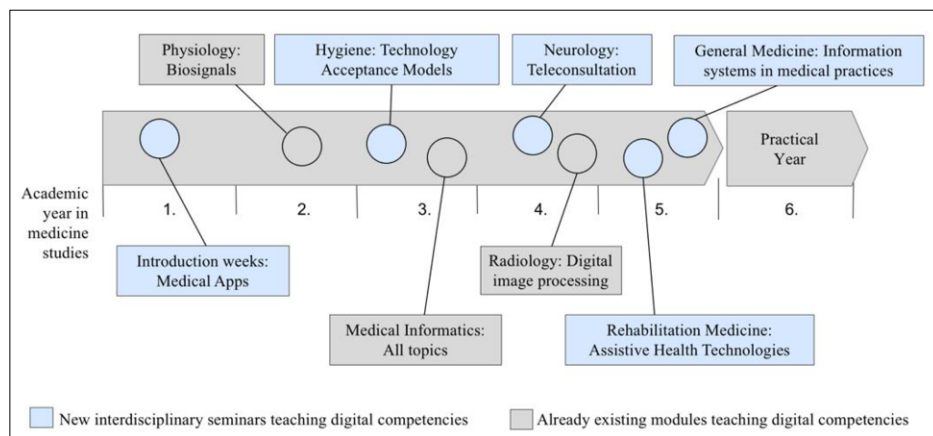 Physiology:
Biosignals
Hygiene: Technology
Acceptance Models
Neurology:
Teleconsultation
General Medicine: Information
systems in medical practices
Practical
Year
Academic
year in
medicine
studies
1.
2.
3.
4.
5.
6.
Introduction weeks:
Medical Apps
Radiology: Digital
image processing
Medical Informatics:
All topics
Rehabilitation Medicine:
Assistive Health Technologies
New interdisciplinary seminars teaching digital competencies
Already existing modules teaching digital competencies